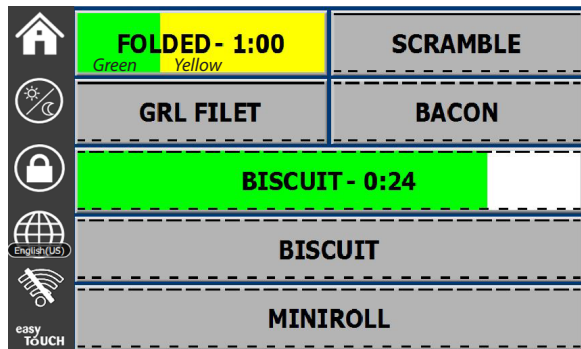 FOLDED - 1:00
Green Yellow
SCRAMBLE
GRL FILET
BACON
BISCUIT - 0:24
BISCUIT
MINIROLL
English(US)
easy
TOUCH